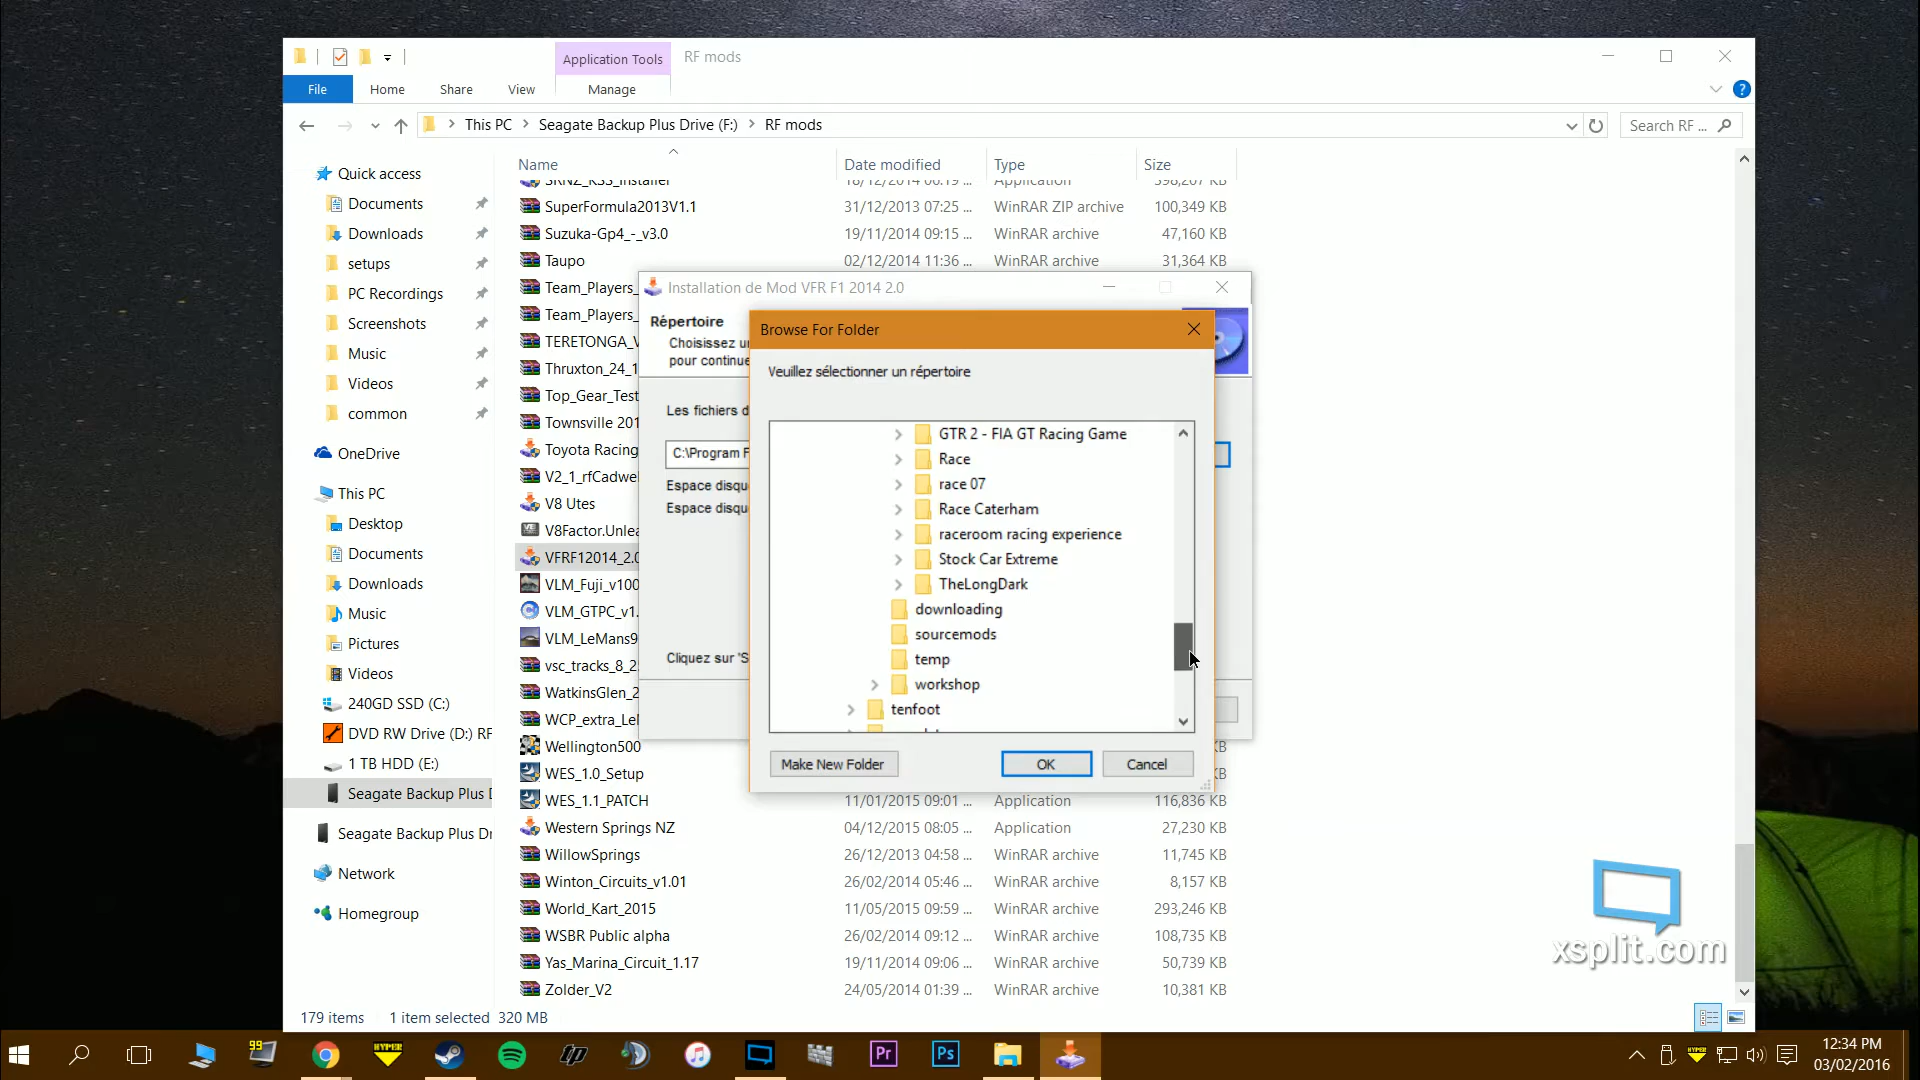 Application Tools
RF mods
File
Home
Share
View
Manage
This PC
Seagate Backup Plus Drive (F:)
RF mods
Search RF ...
Name
Date modified
Type
Size
Quick access
Documents
Downloads
setups
PC Recordings
Screenshots
Music
Videos
common
OneDrive
This PC
Desktop
Documents
Downloads
Music
Pictures
Videos
240GD SSD (C:)
DVD RW Drive (D:) RF
1 TB HDD (E:)
Seagate Backup Plus D
Seagate Backup Plus Dr
Network
Homegroup
SuperFormula2013V1.1 31/12/2013 07:25 ... WinRAR ZIP archive 100,349 KB
Suzuka-Gp4_-_v3.0 19/11/2014 09:15 ... WinRAR archive 47,160 KB
Taupo 02/12/2014 11:36 ... WinRAR archive 31,364 KB
Team_Players_
Team_Players_
TERETONGA_V
Thruxton_24_1
Top_Gear_Test
Townsville 201
Toyota Racing
V2_1_rfCadwe
V8 Utes
V8Factor.Unlea
VFRF12014_2.0
VLM_Fuji_v100
VLM_GTPC_v1.
VLM_LeMans9
vsc_tracks_8_2
WatkinsGlen_2
WCP_extra_Le
Wellington500 KB
WES_1.0_Setup KB
WES_1.1_PATCH 11/01/2015 09:01 ... Application 116,836 KB
Western Springs NZ 04/12/2015 08:05 ... Application 27,230 KB
WillowSprings 26/12/2013 04:58 ... WinRAR archive 11,745 KB
Winton_Circuits_v1.01 26/02/2014 05:46 ... WinRAR archive 8,157 KB
World_Kart_2015 11/05/2015 09:59 ... WinRAR archive 293,246 KB
WSBR Public alpha 26/02/2014 09:12 ... WinRAR archive 108,735 KB
Yas_Marina_Circuit_1.17 19/11/2014 09:06 ... WinRAR archive 50,739 KB
Zolder_V2 24/05/2014 01:39 ... WinRAR archive 10,381 KB
Installation de Mod VFR F1 2014 2.0
Répertoire
Choisissez u
pour continue
Les fichiers d
C:\Program F
Espace disqu
Espace disqu
Cliquez sur 'S
Browse For Folder
Veuillez sélectionner un répertoire
GTR 2 - FIA GT Racing Game
Race
race 07
Race Caterham
raceroom racing experience
Stock Car Extreme
TheLongDark
downloading
sourcemods
temp
workshop
tenfoot
Make New Folder
OK
Cancel
xsplit.com
179 items 1 item selected 320 MB
99
HYPER
Pr
Ps
12:34 PM
03/02/2016